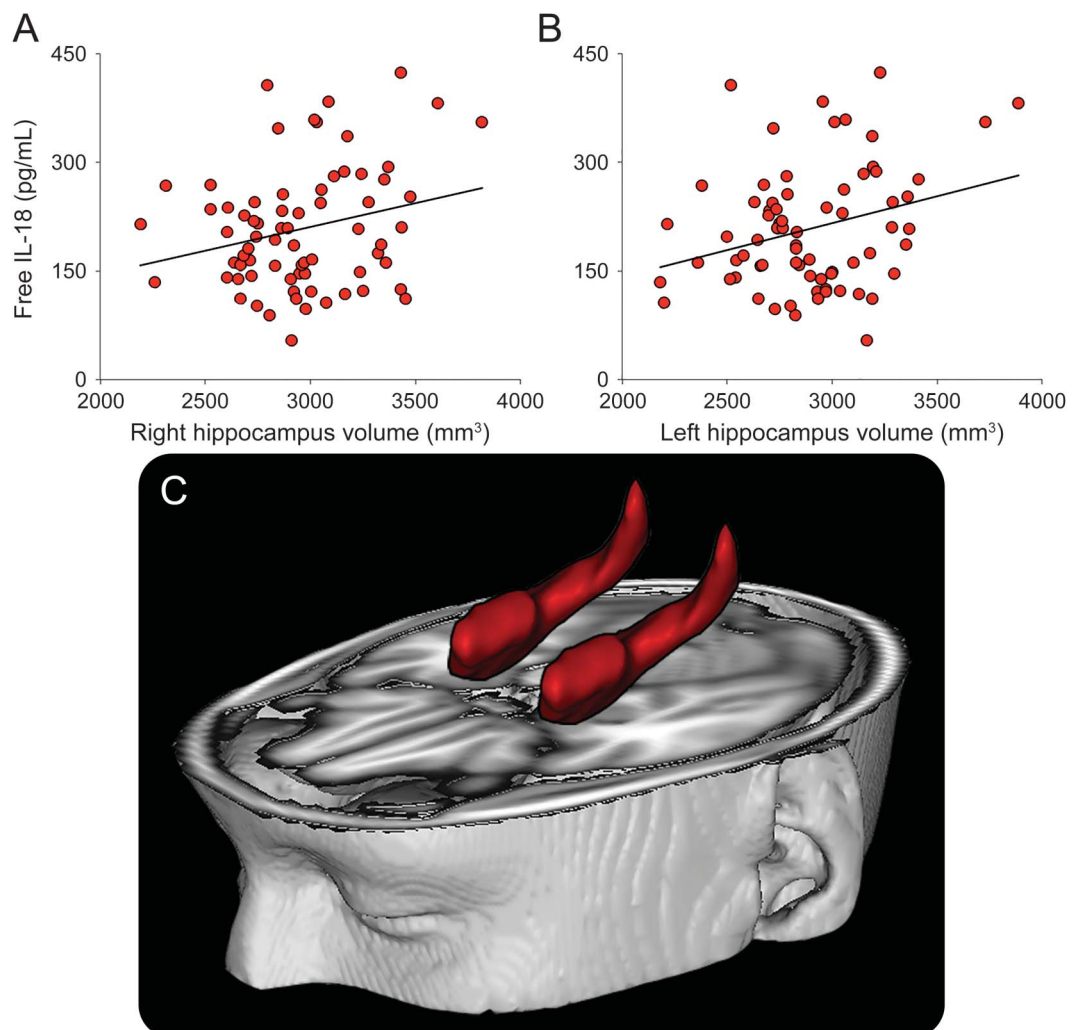 A
B
Free IL-18 (pg/mL)
450
300
150
0
2000 2500 3000 3500 4000
Right hippocampus volume (mm³)
450
300
150
0
2000 2500 3000 3500 4000
Left hippocampus volume (mm³)
C